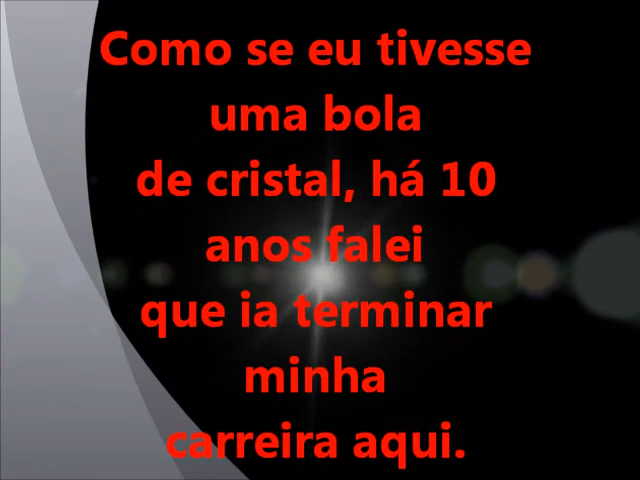 Como se eu tivesse
uma bola
de cristal, há 10
anos falei
que ia terminar
minha
carreira aqui.